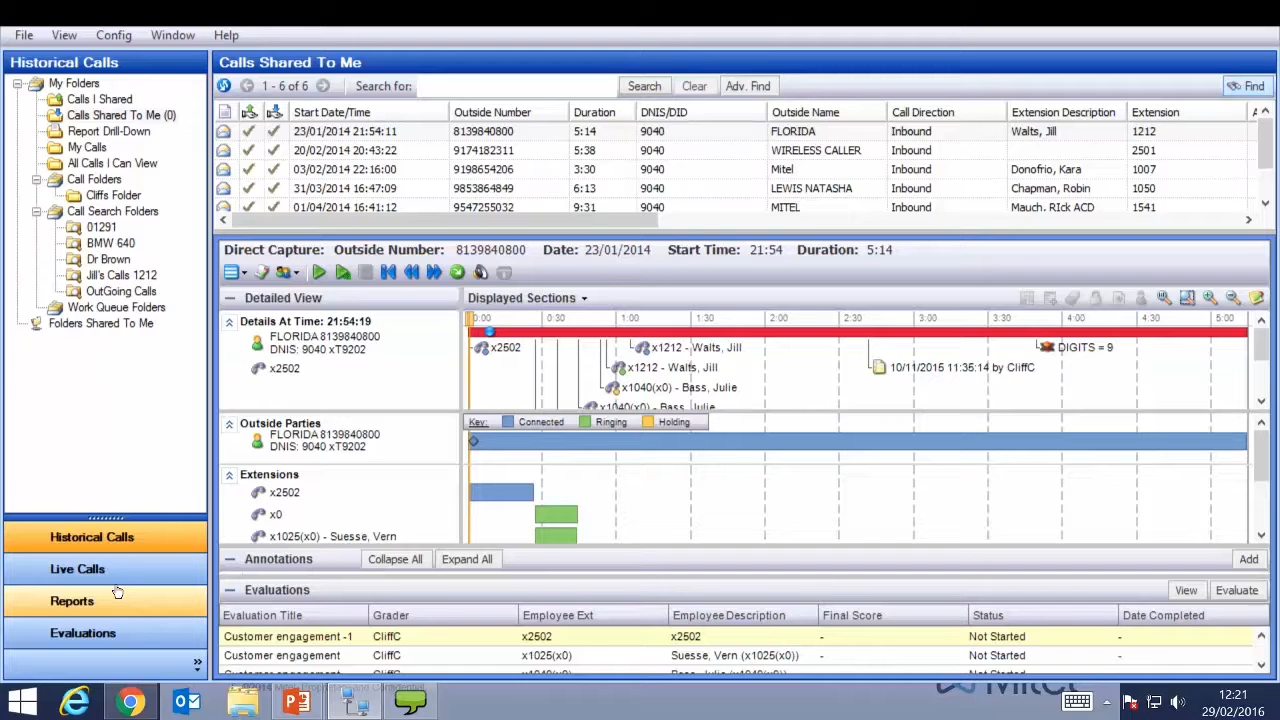 File View Config Window Help
Historical Calls
My Folders
Calls I Shared
Calls Shared To Me (0)
Report Drill-Down
My Calls
All Calls I Can View
Call Folders
Cliffs Folder
Call Search Folders
01291
BMW 640
Dr Brown
Jill's Calls 1212
OutGoing Calls
Work Queue Folders
Folders Shared To Me
Historical Calls
Live Calls
Reports
Evaluations
Calls Shared To Me
1 - 6 of 6 Search for: Search Clear Adv. Find Find
Start Date/Time Outside Number Duration DNIS/DID Outside Name Call Direction Extension Description Extension
23/01/2014 21:54:11 8139840800 5:14 9040 FLORIDA Inbound Walts, Jill 1212
20/02/2014 20:43:22 9174182311 5:38 9040 WIRELESS CALLER Inbound 2501
03/02/2014 22:16:00 9198654206 3:30 9040 Mitel Inbound Donofrio, Kara 1007
31/03/2014 16:47:09 9853864849 6:13 9040 LEWIS NATASHA Inbound Chapman, Robin 1050
01/04/2014 16:41:12 9547255032 9:31 9040 MITEL Inbound Mauch, RIck ACD 1541
Direct Capture: Outside Number: 8139840800 Date: 23/01/2014 Start Time: 21:54 Duration: 5:14
Detailed View Displayed Sections
0:00 0:30 1:00 1:30 2:00 2:30 3:00 3:30 4:00 4:30 5:00
Details At Time: 21:54:19
FLORIDA 8139840800
DNIS: 9040 xT9202
x2502
x2502 x1212 - Walts, Jill DIGITS = 9
x1212 - Walts, Jill 10/11/2015 11:35:14 by CliffC
x1040(x0) - Bass, Julie
x1040(x0) - Bass, Julie
Key: Connected Ringing Holding
Outside Parties
FLORIDA 8139840800
DNIS: 9040 xT9202
Extensions
x2502
x0
x1025(x0) - Suesse, Vern
Annotations Collapse All Expand All Add
Evaluations View Evaluate
Evaluation Title Grader Employee Ext Employee Description Final Score Status Date Completed
Customer engagement -1 CliffC x2502 x2502 - Not Started -
Customer engagement CliffC x1025(x0) Suesse, Vern (x1025(x0)) - Not Started -
12:21
29/02/2016